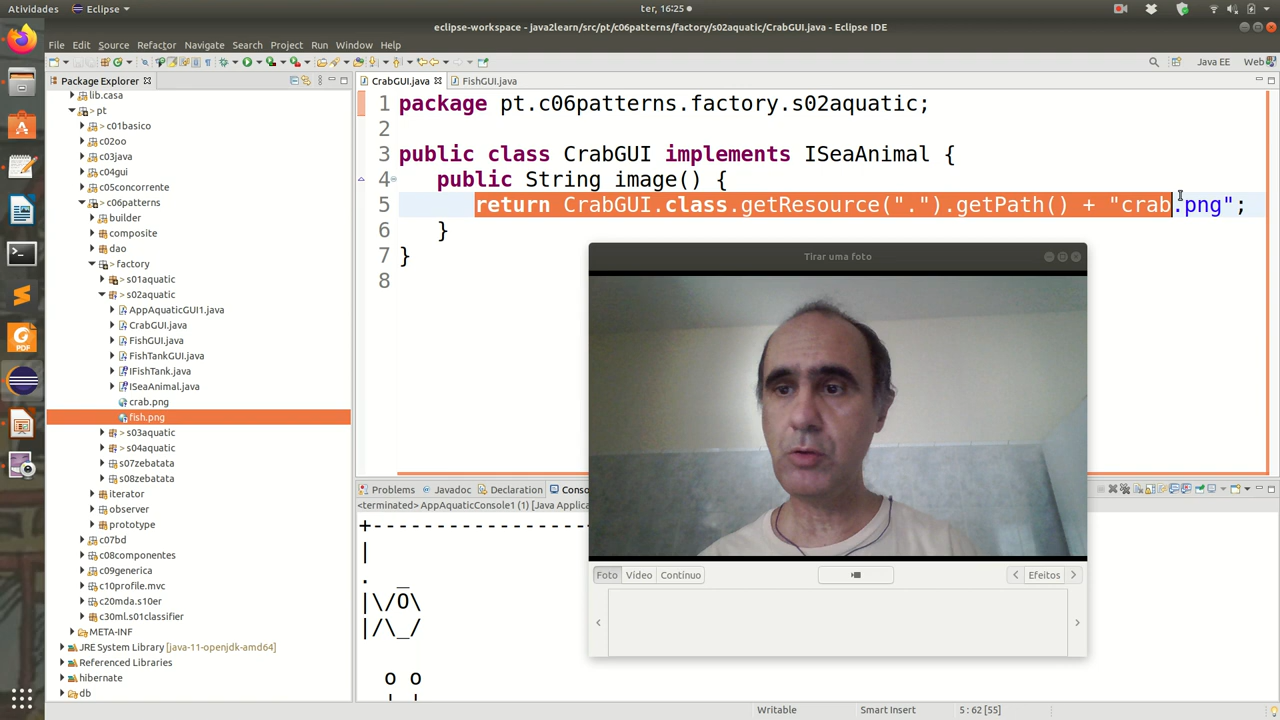 Atividades
Eclipse
ter, 16:25
eclipse-workspace - java2learn/src/pt/c06patterns/factory/s02aquatic/CrabGUI.java - Eclipse IDE
File Edit Source Refactor Navigate Search Project Run Window Help
Java EE
Web
Package Explorer
CrabGUI.java
FishGUI.java
lib.casa
> pt
> c01basico
c02oo
c03java
c04gui
c05concorrente
> c06patterns
builder
composite
dao
> factory
> s01aquatic
> s02aquatic
AppAquaticGUI1.java
CrabGUI.java
FishGUI.java
FishTankGUI.java
IFishTank.java
ISeaAnimal.java
crab.png
fish.png
> s03aquatic
> s04aquatic
s07zebatata
s08zebatata
iterator
observer
prototype
c07bd
c08componentes
c09generica
c10profile.mvc
c20mda.s10er
c30ml.s01classifier
META-INF
JRE System Library [java-11-openjdk-amd64]
Referenced Libraries
hibernate
db
1 package pt.c06patterns.factory.s02aquatic;
2
3 public class CrabGUI implements ISeaAnimal {
4 public String image() {
5 return CrabGUI.class.getResource(".").getPath() + "crab.png";
6 }
7 }
8
Tirar uma foto
Foto Vídeo Contínuo
Efeitos
Problems Javadoc Declaration Conso
<terminated> AppAquaticConsole1 (1) [Java Applica
+----------------
|
. _
|\/O\
|/\_/
o o
Writable
Smart Insert
5 : 62 [55]